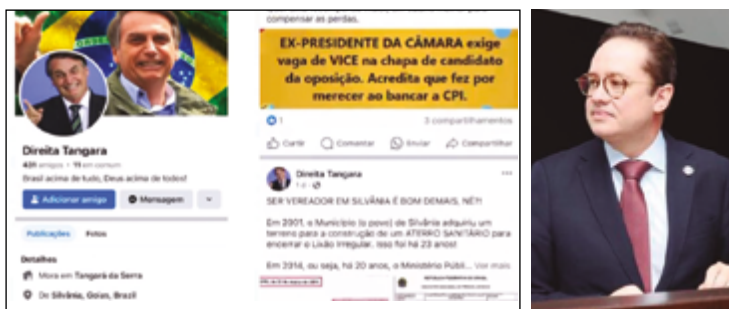 Direita Tangara
431 amigos • 11 em comum
Brasil acima de tudo, Deus acima de todos!
Adicionar amigo
Mensagem
Publicações
Fotos
Detalhes
Mora em Tangará da Serra
De Silvânia, Goias, Brazil
compensar as perdas.
EX-PRESIDENTE DA CÂMARA exige
vaga de VICE na chapa de candidato
da oposição. Acredita que fez por
merecer ao bancar a CPI.
1
3 compartilhamentos
Curtir
Comentar
Enviar
Compartilhar
Direita Tangara
1 d
SER VEREADOR EM SILVÂNIA É BOM DEMAIS, NÉ?!
Em 2001, o Município (o povo) de Silvânia adquiriu um
terreno para a construção de um ATERRO SANITÁRIO para
encerrar o Lixão Irregular. Isso foi há 23 anos!
Em 2014, ou seja, há 20 anos, o Ministério Públi... Ver mais